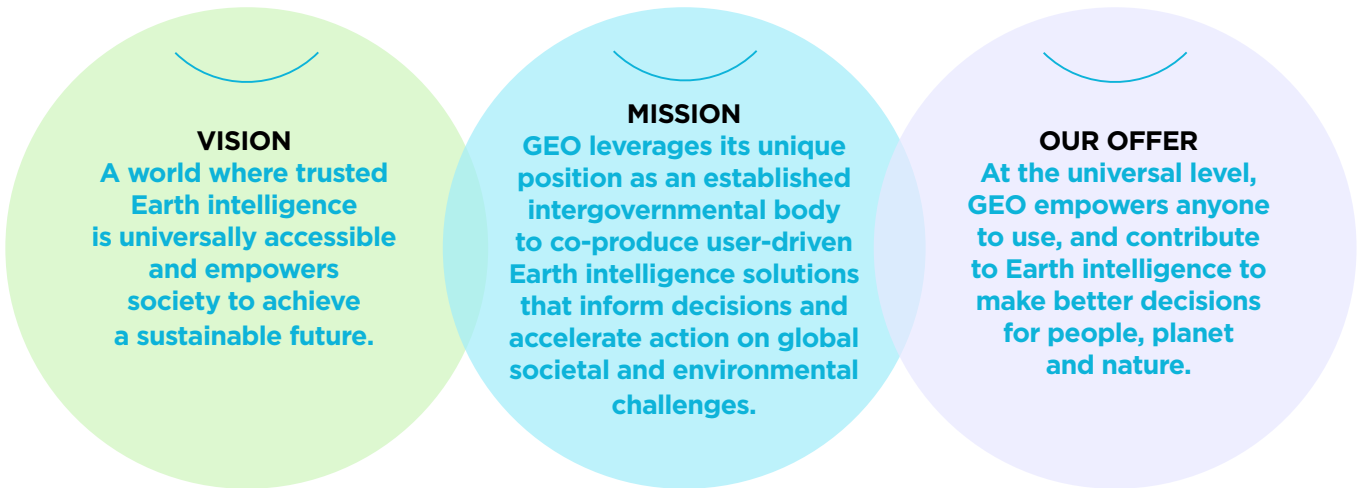 VISION
A world where trusted
Earth intelligence
is universally accessible
and empowers
society to achieve
a sustainable future.
MISSION
GEO leverages its unique
position as an established
intergovernmental body
to co-produce user-driven
Earth intelligence solutions
that inform decisions and
accelerate action on global
societal and environmental
challenges.
OUR OFFER
At the universal level,
GEO empowers anyone
to use, and contribute
to Earth intelligence to
make better decisions
for people, planet
and nature.